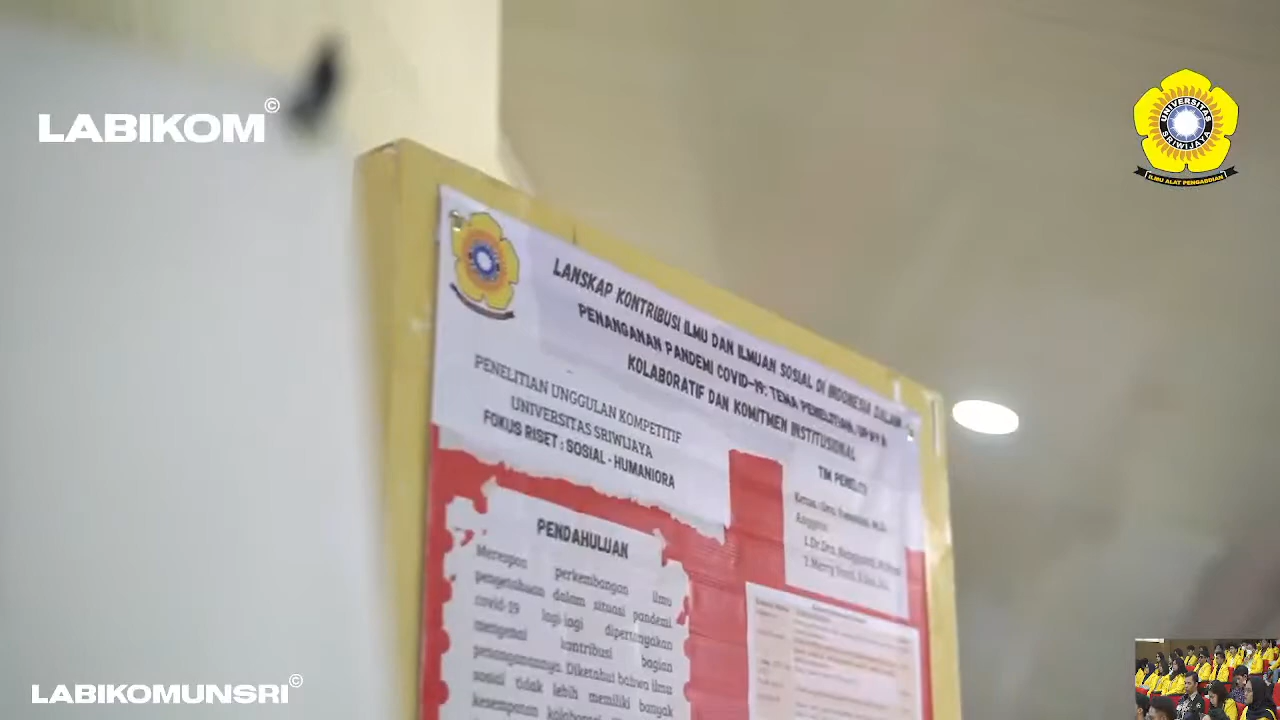 LABIKOM©
UNIVERSITAS
SRIWIJAYA
ILMU ALAT PENGABDIAN
LANSKAP KONTRIBUSI ILMU DAN ILMUAN SOSIAL DI INDONESIA DALAM
PENANGANAN PANDEMI COVID-19: TEMA PENELITIAN,
KOLABORATIF DAN KOMITMEN INSTITUSIONAL
PENELITIAN UNGGULAN KOMPETITIF
UNIVERSITAS SRIWIJAYA
FOKUS RISET : SOSIAL - HUMANIORA
TIM PENELITI
Anggota
PENDAHULUAN
Merespon perkembangan ilmu
pengetahuan dalam situasi pandemi
covid-19 lagi-lagi dipertanyakan
mengenai kontribusi bagian
penanganannya. Diketahui bahwa ilmu
sosial tidak lebih memiliki banyak
kesempatan
LABIKOMUNSRI©